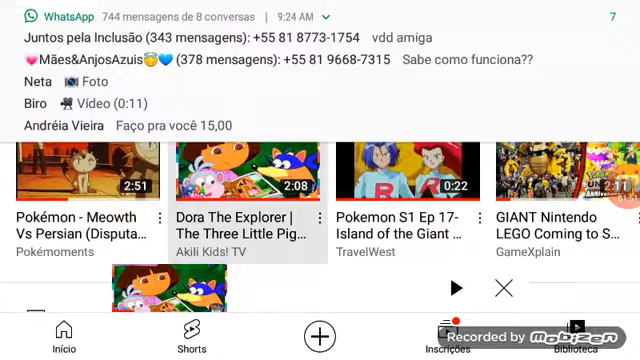 WhatsApp 744 mensagens de 8 conversas | 9:24 AM 7
Juntos pela Inclusão (343 mensagens): +55 81 8773-1754 vdd amiga
💗Mães&AnjosAzuis😇💙 (378 mensagens): +55 81 9668-7315 Sabe como funciona??
Neta 📷 Foto
Biro 🎥 Vídeo (0:11)
Andréia Vieira Faço pra você 15,00
2:51 2:08 0:22 2:11
Pokémon - Meowth
Vs Persian (Disputa...
Pokémoments
Dora The Explorer |
The Three Little Pig...
Akili Kids! TV
Pokemon S1 Ep 17-
Island of the Giant ...
TravelWest
GIANT Nintendo
LEGO Coming to S...
GameXplain
Início
Shorts
Inscrições
Biblioteca
Recorded by Mobizen